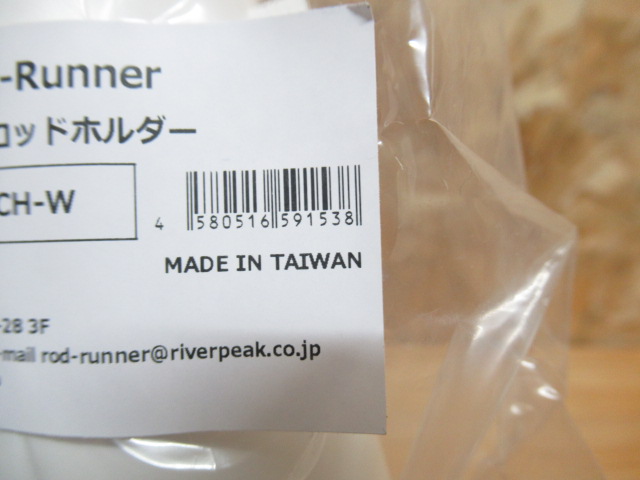 -Runner
ロッドホルダー
CH-W
4 580516 591538
MADE IN TAIWAN
-28 3F
-mail rod-runner@riverpeak.co.jp